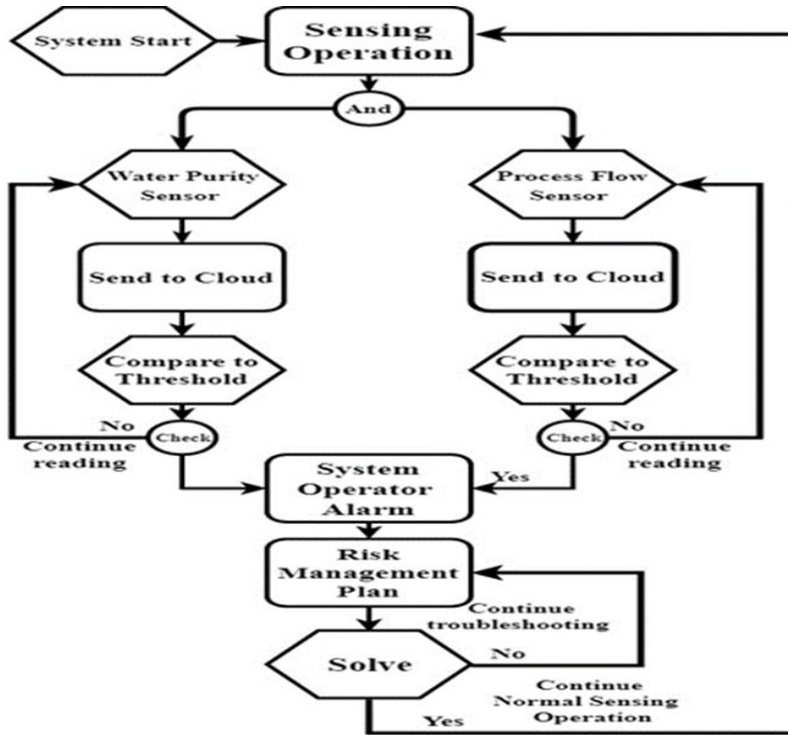 System Start
Sensing
Operation
And
Water Purity
Sensor
Process Flow
Sensor
Send to Cloud
Send to Cloud
Compare to
Threshold
Compare to
Threshold
No
Check
Continue
reading
Check
No
Continue
reading
System
Operator
Alarm
Yes
Risk
Management
Plan
Continue
troubleshooting
Solve
No
Continue
Normal Sensing
Operation
Yes